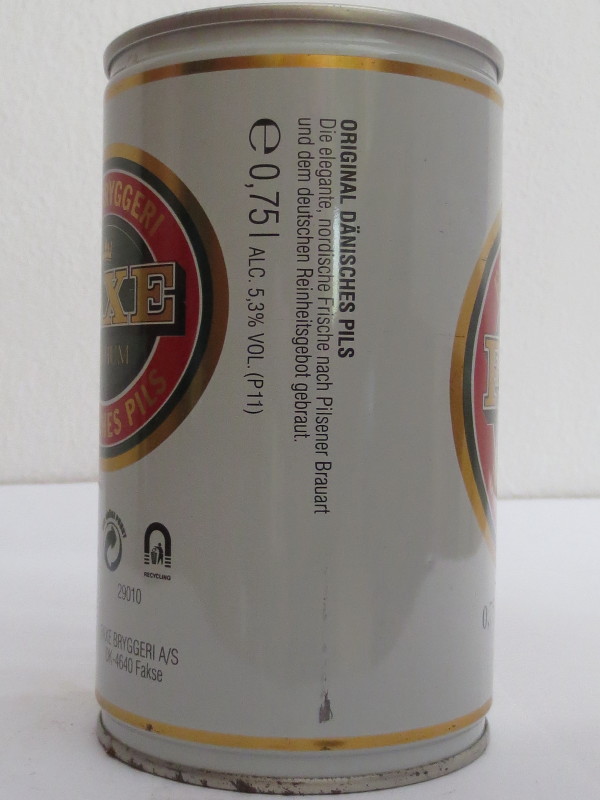 ORIGINAL DÄNISCHES PILS
Die elegante, nordische Frische nach Pilsener Brauart
und dem deutschen Reinheitsgebot gebraut.
e 0,75 l ALC. 5,3% VOL. (P11)
BRYGGERI
XE
PILS
RECYCLING
29010
BRYGGERI A/S
DK-4640 Fakse